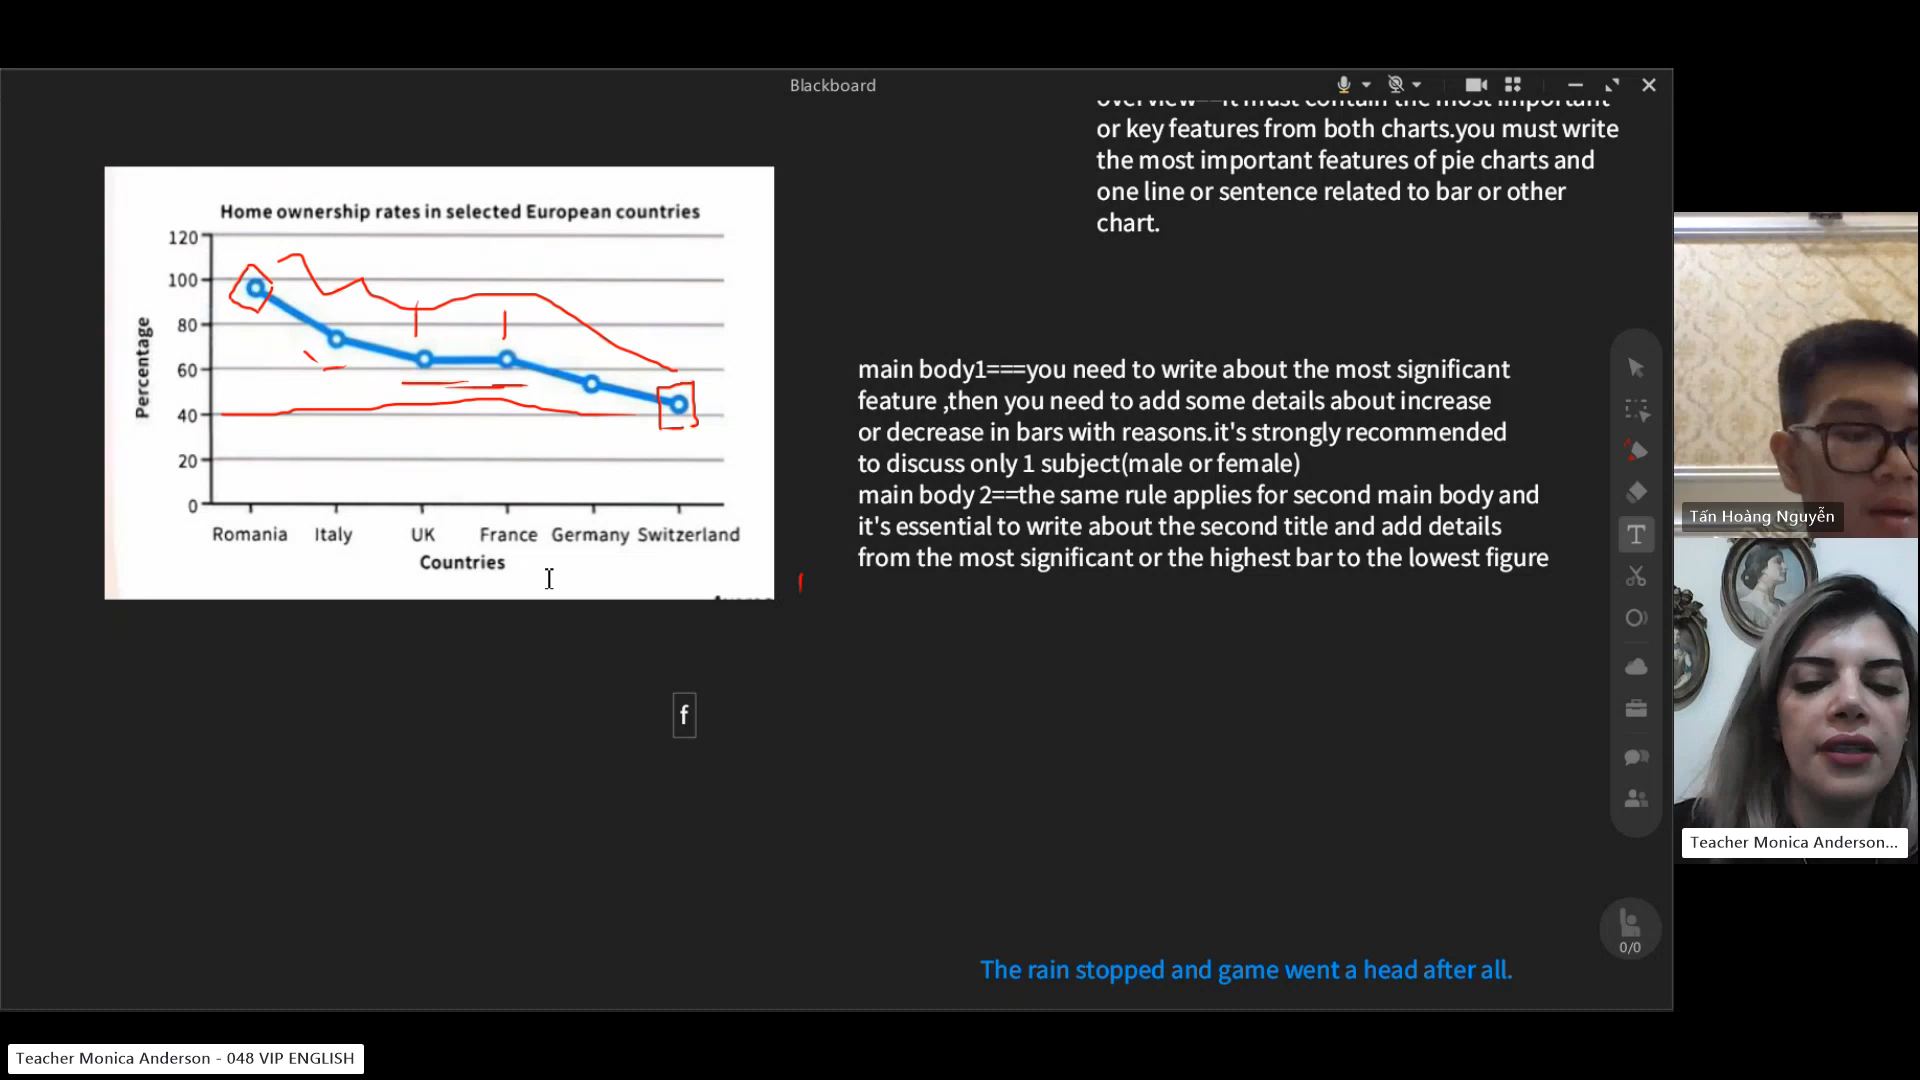 Blackboard
overview==it must contain the most important
or key features from both charts.you must write
the most important features of pie charts and
one line or sentence related to bar or other
chart.
Home ownership rates in selected European countries
120
100
80
60
40
20
0
Percentage
Romania Italy UK France Germany Switzerland
Countries
main body1===you need to write about the most significant
feature ,then you need to add some details about increase
or decrease in bars with reasons.it's strongly recommended
to discuss only 1 subject(male or female)
main body 2==the same rule applies for second main body and
it's essential to write about the second title and add details
from the most significant or the highest bar to the lowest figure
f
T
Tấn Hoàng Nguyễn
Teacher Monica Anderson...
0/0
The rain stopped and game went a head after all.
Teacher Monica Anderson - 048 VIP ENGLISH